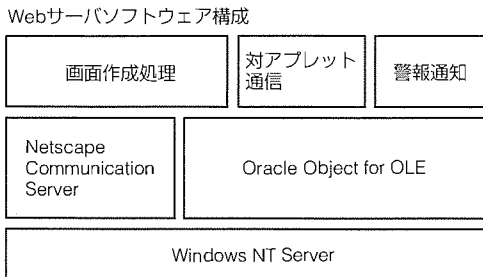 Webサーバソフトウェア構成
画面作成処理
対アプレット
通信
警報通知
Netscape
Communication
Server
Oracle Object for OLE
Windows NT Server